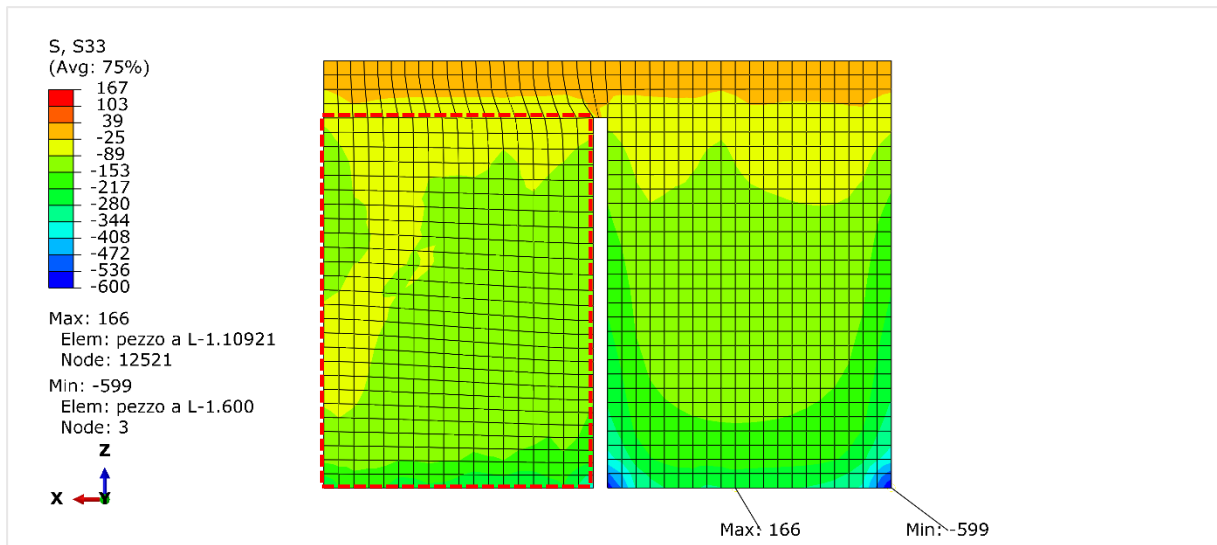 S, S33
(Avg: 75%)
167
103
39
-25
-89
-153
-217
-280
-344
-408
-472
-536
-600
Max: 166
Elem: pezzo a L-1.10921
Node: 12521
Min: -599
Elem: pezzo a L-1.600
Node: 3
Z
X Y
Max: 166 Min: -599